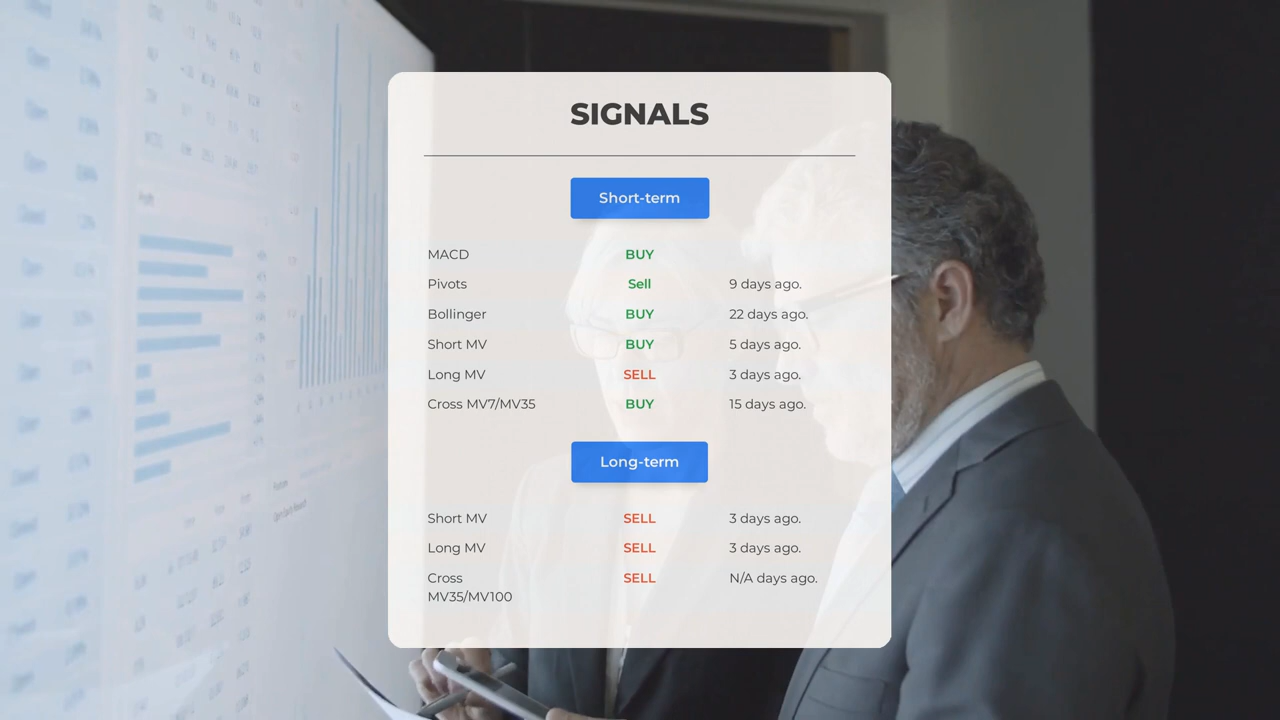 SIGNALS
Short-term
MACD BUY
Pivots Sell 9 days ago.
Bollinger BUY 22 days ago.
Short MV BUY 5 days ago.
Long MV SELL 3 days ago.
Cross MV7/MV35 BUY 15 days ago.
Long-term
Short MV SELL 3 days ago.
Long MV SELL 3 days ago.
Cross SELL N/A days ago.
MV35/MV100